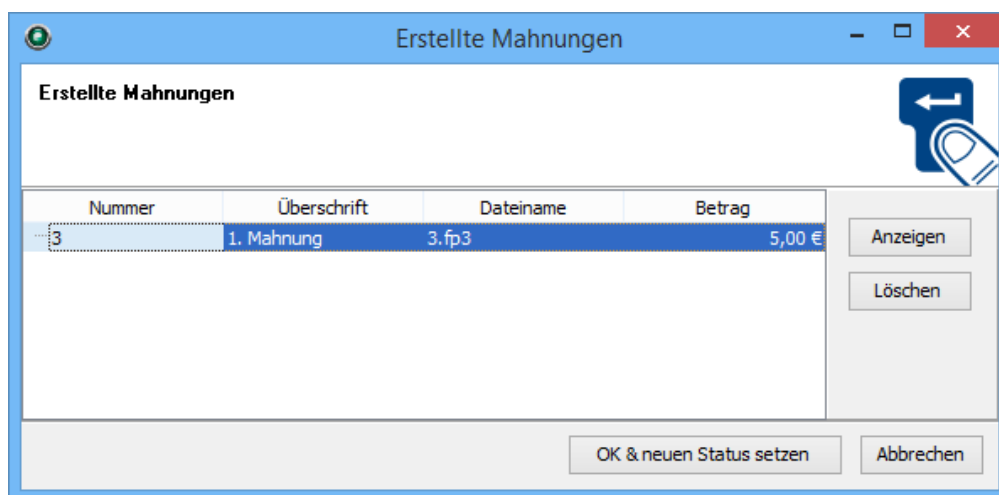 Erstellte Mahnungen
Erstellte Mahnungen
Nummer Überschrift Dateiname Betrag
3 1. Mahnung 3.fp3 5,00 €
Anzeigen
Löschen
OK & neuen Status setzen Abbrechen